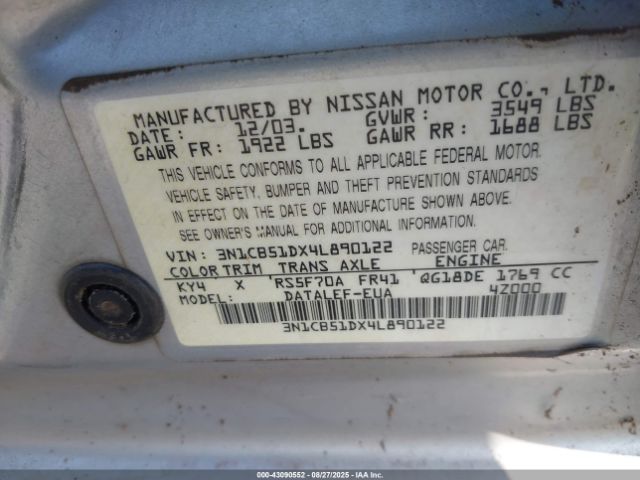 MANUFACTURED BY NISSAN MOTOR CO., LTD.
DATE: 12/03. GVWR: 3549 LBS
GAWR FR: 1922 LBS GAWR RR: 1688 LBS
THIS VEHICLE CONFORMS TO ALL APPLICABLE FEDERAL MOTOR.
VEHICLE SAFETY, BUMPER AND THEFT PREVENTION STANDARDS
IN EFFECT ON THE DATE OF MANUFACTURE SHOWN ABOVE.
SEE OWNER'S MANUAL FOR ADDITIONAL INFORMATION.
VIN: 3N1CB51DX4L890122 PASSENGER CAR.
COLOR TRIM TRANS AXLE ENGINE
KY4 X RS5F70A FR41 QG18DE 1769 CC
MODEL: DATALEF-EUA 4Z000
3N1CB51DX4L890122
000-43090552 - 08/27/2025 - IAAI.COM